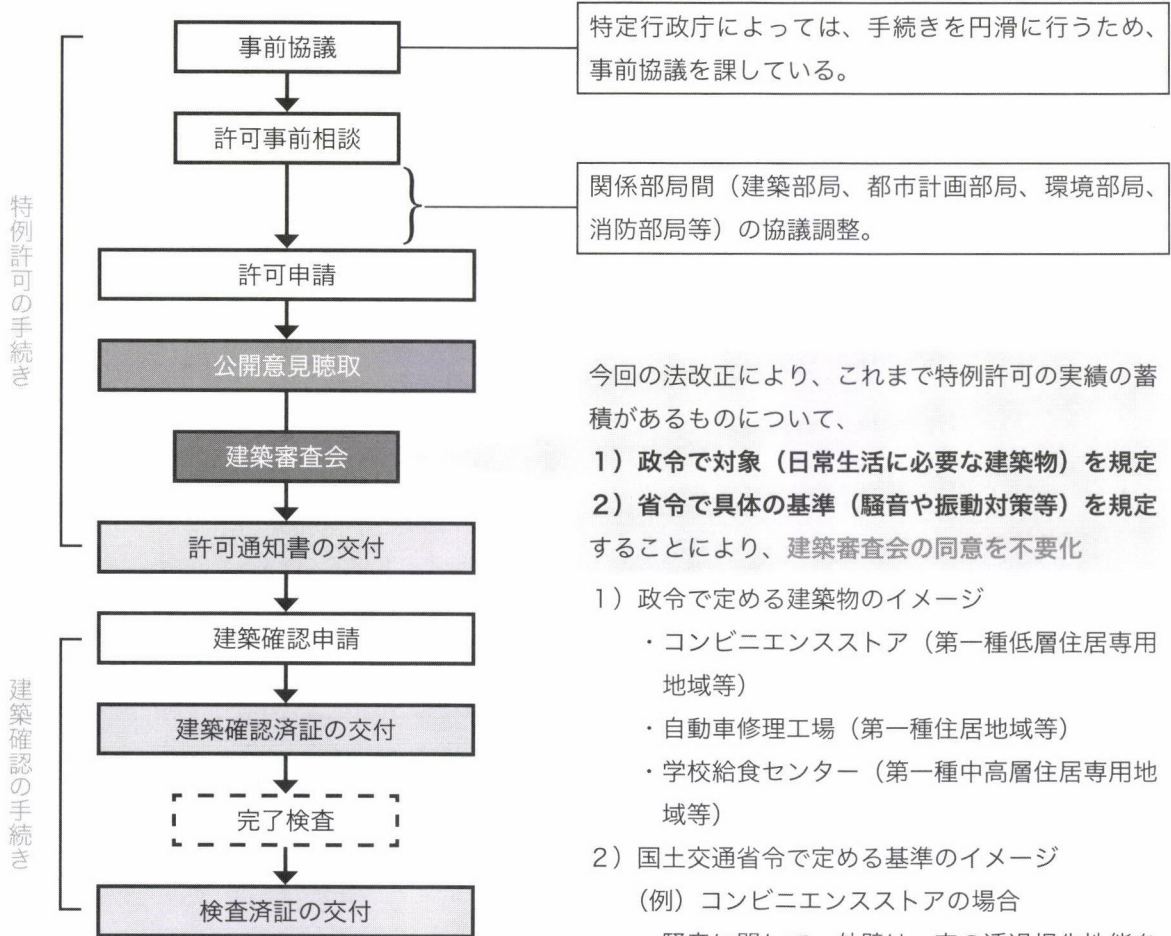 特例許可の手続き
事前協議
許可事前相談
許可申請
公開意見聴取
建築審査会
許可通知書の交付
建築確認の手続き
建築確認申請
建築確認済証の交付
完了検査
検査済証の交付
特定行政庁によっては、手続きを円滑に行うため、
事前協議を課している。
関係部局間（建築部局、都市計画部局、環境部局、
消防部局等）の協議調整。
今回の法改正により、これまで特例許可の実績の蓄
積があるものについて、
1）政令で対象（日常生活に必要な建築物）を規定
2）省令で具体の基準（騒音や振動対策等）を規定
することにより、建築審査会の同意を不要化
1）政令で定める建築物のイメージ
・コンビニエンスストア（第一種低層住居専用
地域等）
・自動車修理工場（第一種住居地域等）
・学校給食センター（第一種中高層住居専用地
域等）
2）国土交通省令で定める基準のイメージ
（例）コンビニエンスストアの場合